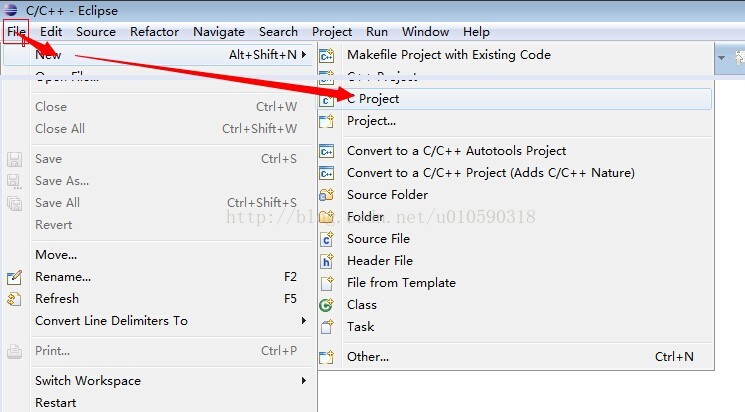 C/C++ - Eclipse
File Edit Source Refactor Navigate Search Project Run Window Help
New Alt+Shift+N
Open File...
Close Ctrl+W
Close All Ctrl+Shift+W
Save Ctrl+S
Save As...
Save All Ctrl+Shift+S
Revert
Move...
Rename... F2
Refresh F5
Convert Line Delimiters To
Print... Ctrl+P
Switch Workspace
Restart
Makefile Project with Existing Code
C++ Project
C Project
Project...
Convert to a C/C++ Autotools Project
Convert to a C/C++ Project (Adds C/C++ Nature)
Source Folder
Folder
Source File
Header File
File from Template
Class
Task
Other... Ctrl+N
http://blog.csdn.net/u010590318